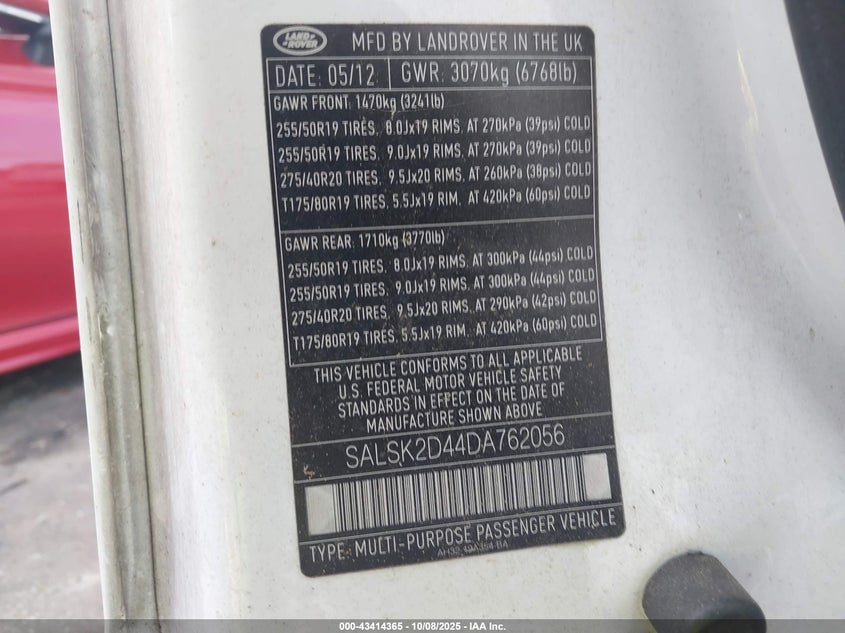 LAND ROVER
MFD BY LANDROVER IN THE UK
DATE: 05/12 GWR: 3070kg (6768lb)
GAWR FRONT: 1470kg (3241lb)
255/50R19 TIRES, 8.0Jx19 RIMS, AT 270kPa (39psi) COLD
255/50R19 TIRES, 9.0Jx19 RIMS, AT 270kPa (39psi) COLD
275/40R20 TIRES, 9.5Jx20 RIMS, AT 260kPa (38psi) COLD
T175/80R19 TIRES, 5.5Jx19 RIM, AT 420kPa (60psi) COLD
GAWR REAR: 1710kg (3770lb)
255/50R19 TIRES, 8.0Jx19 RIMS, AT 300kPa (44psi) COLD
255/50R19 TIRES, 9.0Jx19 RIMS, AT 300kPa (44psi) COLD
275/40R20 TIRES, 9.5Jx20 RIMS, AT 290kPa (42psi) COLD
T175/80R19 TIRES, 5.5Jx19 RIM, AT 420kPa (60psi) COLD
THIS VEHICLE CONFORMS TO ALL APPLICABLE
U.S. FEDERAL MOTOR VEHICLE SAFETY
STANDARDS IN EFFECT ON THE DATE OF
MANUFACTURE SHOWN ABOVE
SALSK2D44DA762056
TYPE: MULTI-PURPOSE PASSENGER VEHICLE
000-43414365 - 10/08/2025 - IAA Inc.